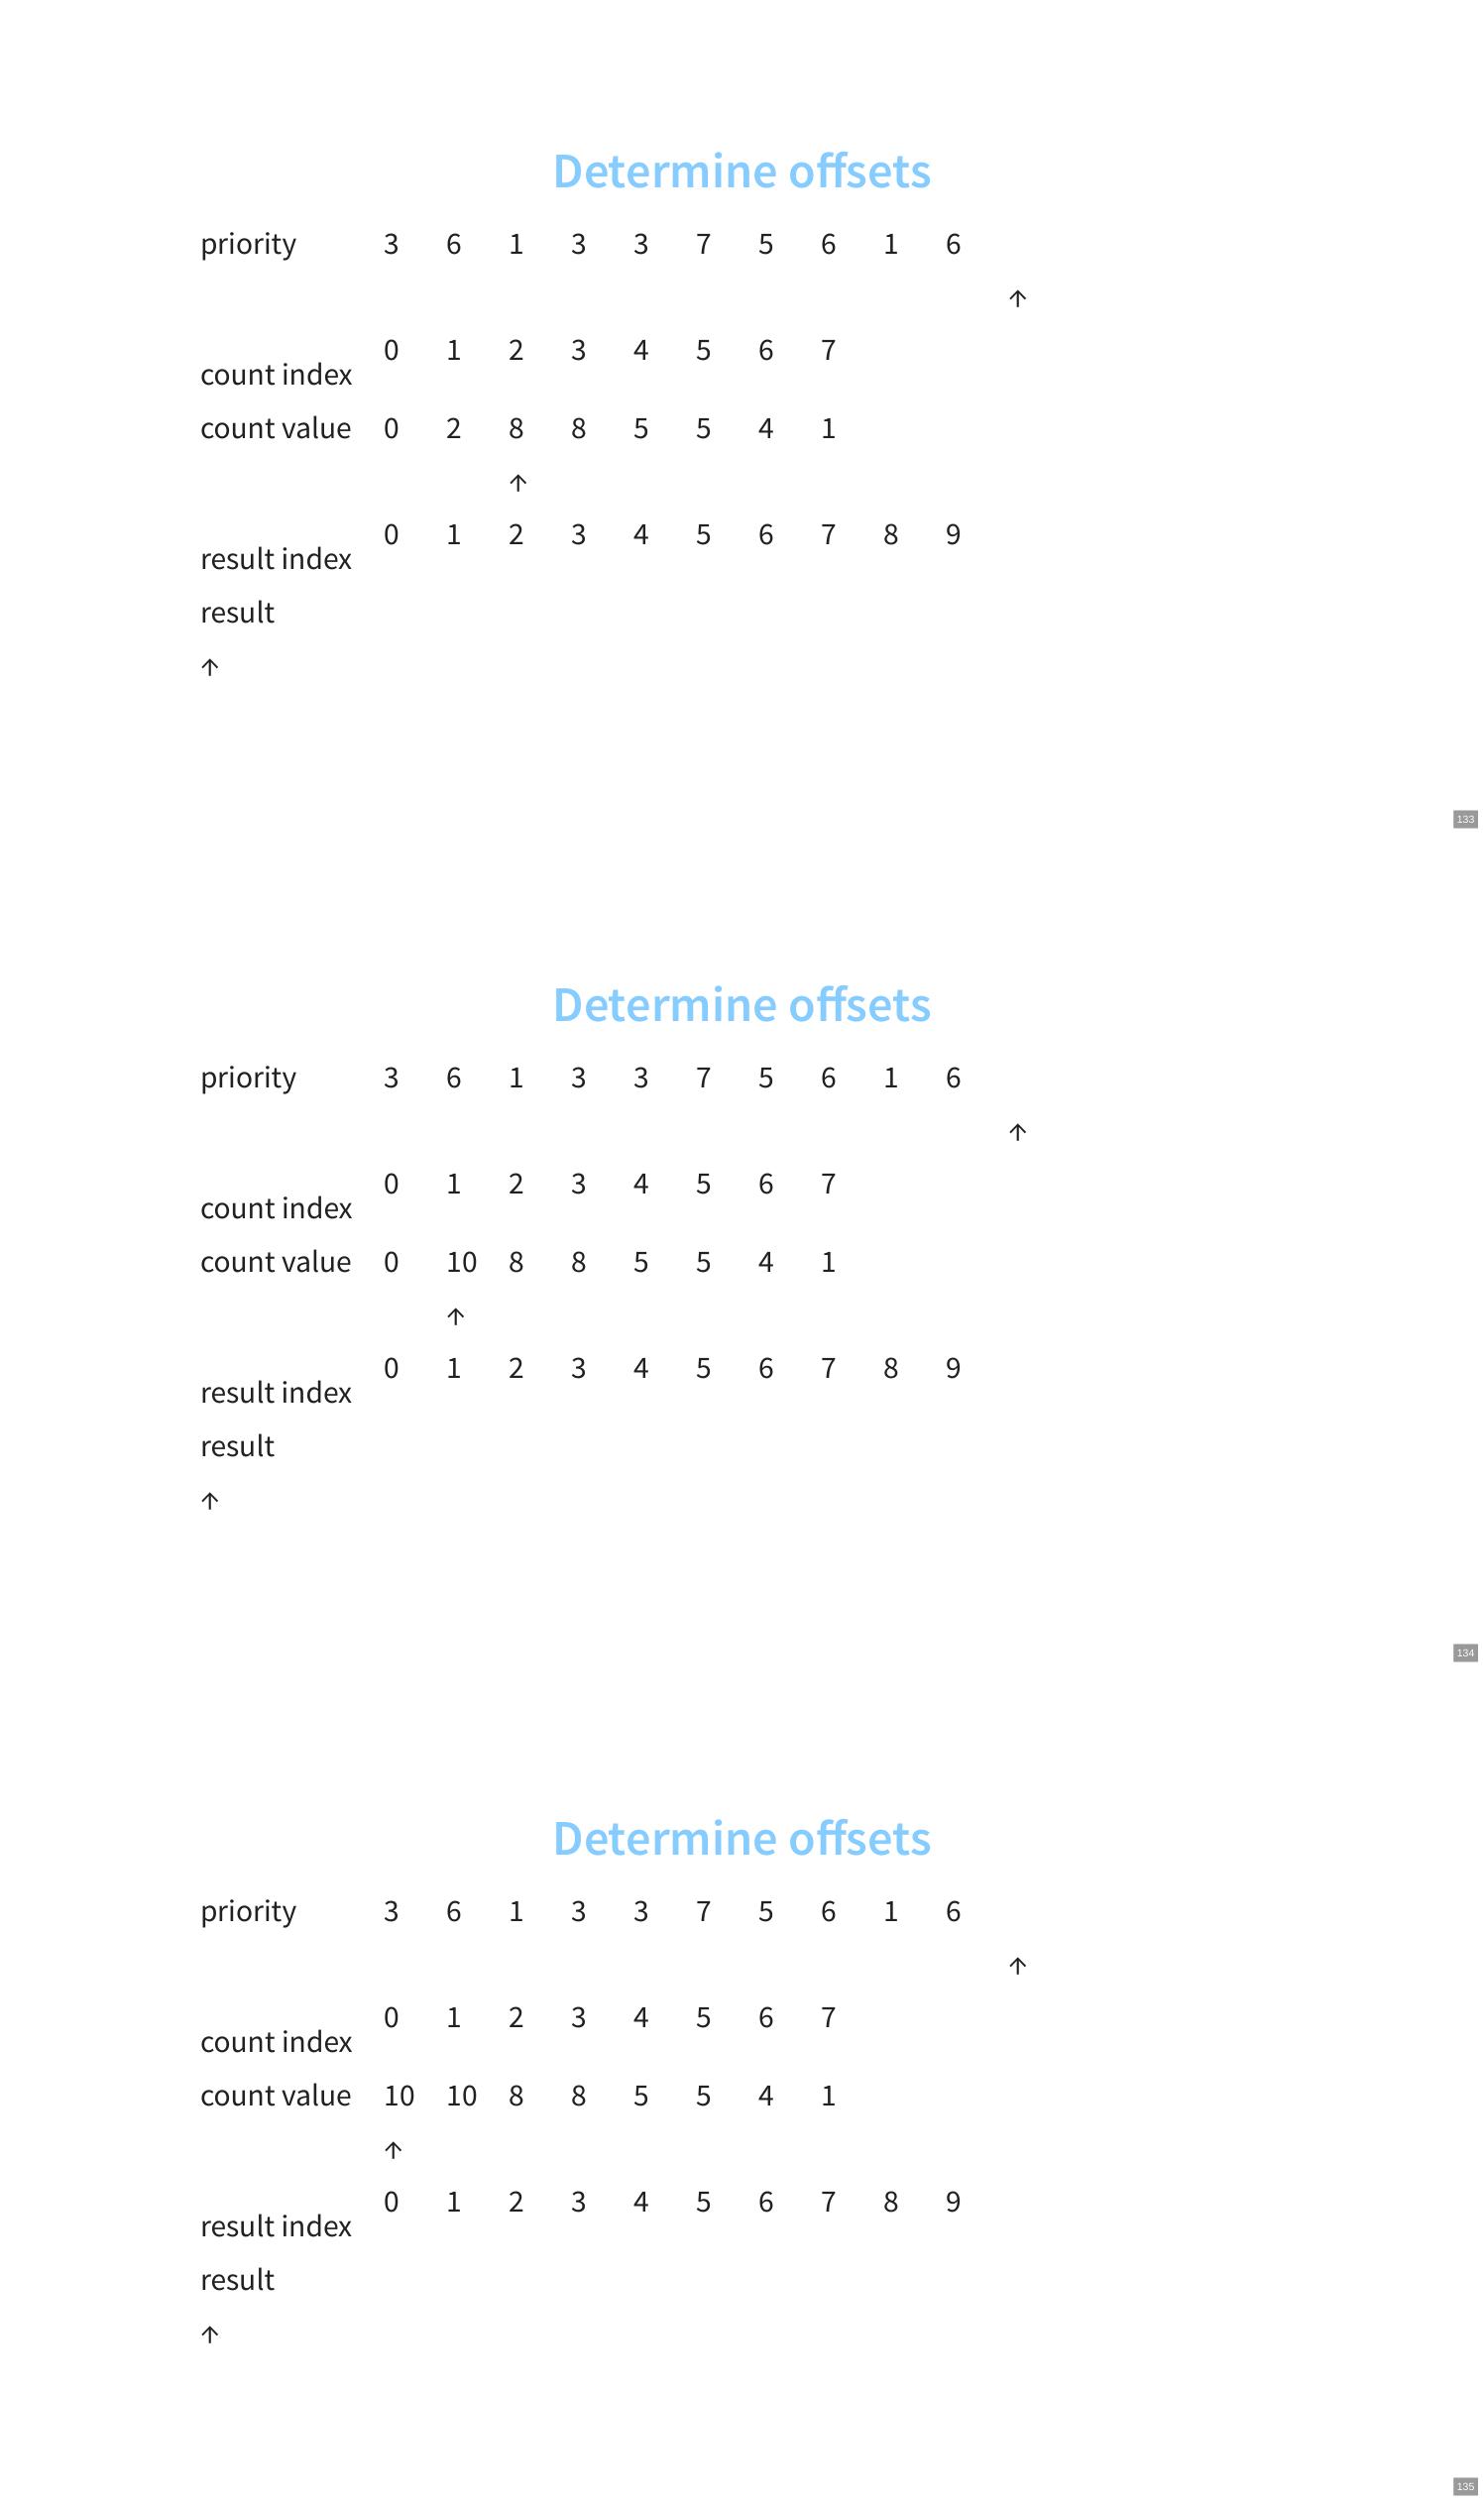 Determine offsets
priority 3 6 1 3 3 7 5 6 1 6
↑
count index 0 1 2 3 4 5 6 7
count value 0 2 8 8 5 5 4 1
↑
result index 0 1 2 3 4 5 6 7 8 9
result
↑
133
Determine offsets
priority 3 6 1 3 3 7 5 6 1 6
↑
count index 0 1 2 3 4 5 6 7
count value 0 10 8 8 5 5 4 1
↑
result index 0 1 2 3 4 5 6 7 8 9
result
↑
134
Determine offsets
priority 3 6 1 3 3 7 5 6 1 6
↑
count index 0 1 2 3 4 5 6 7
count value 10 10 8 8 5 5 4 1
↑
result index 0 1 2 3 4 5 6 7 8 9
result
↑
135